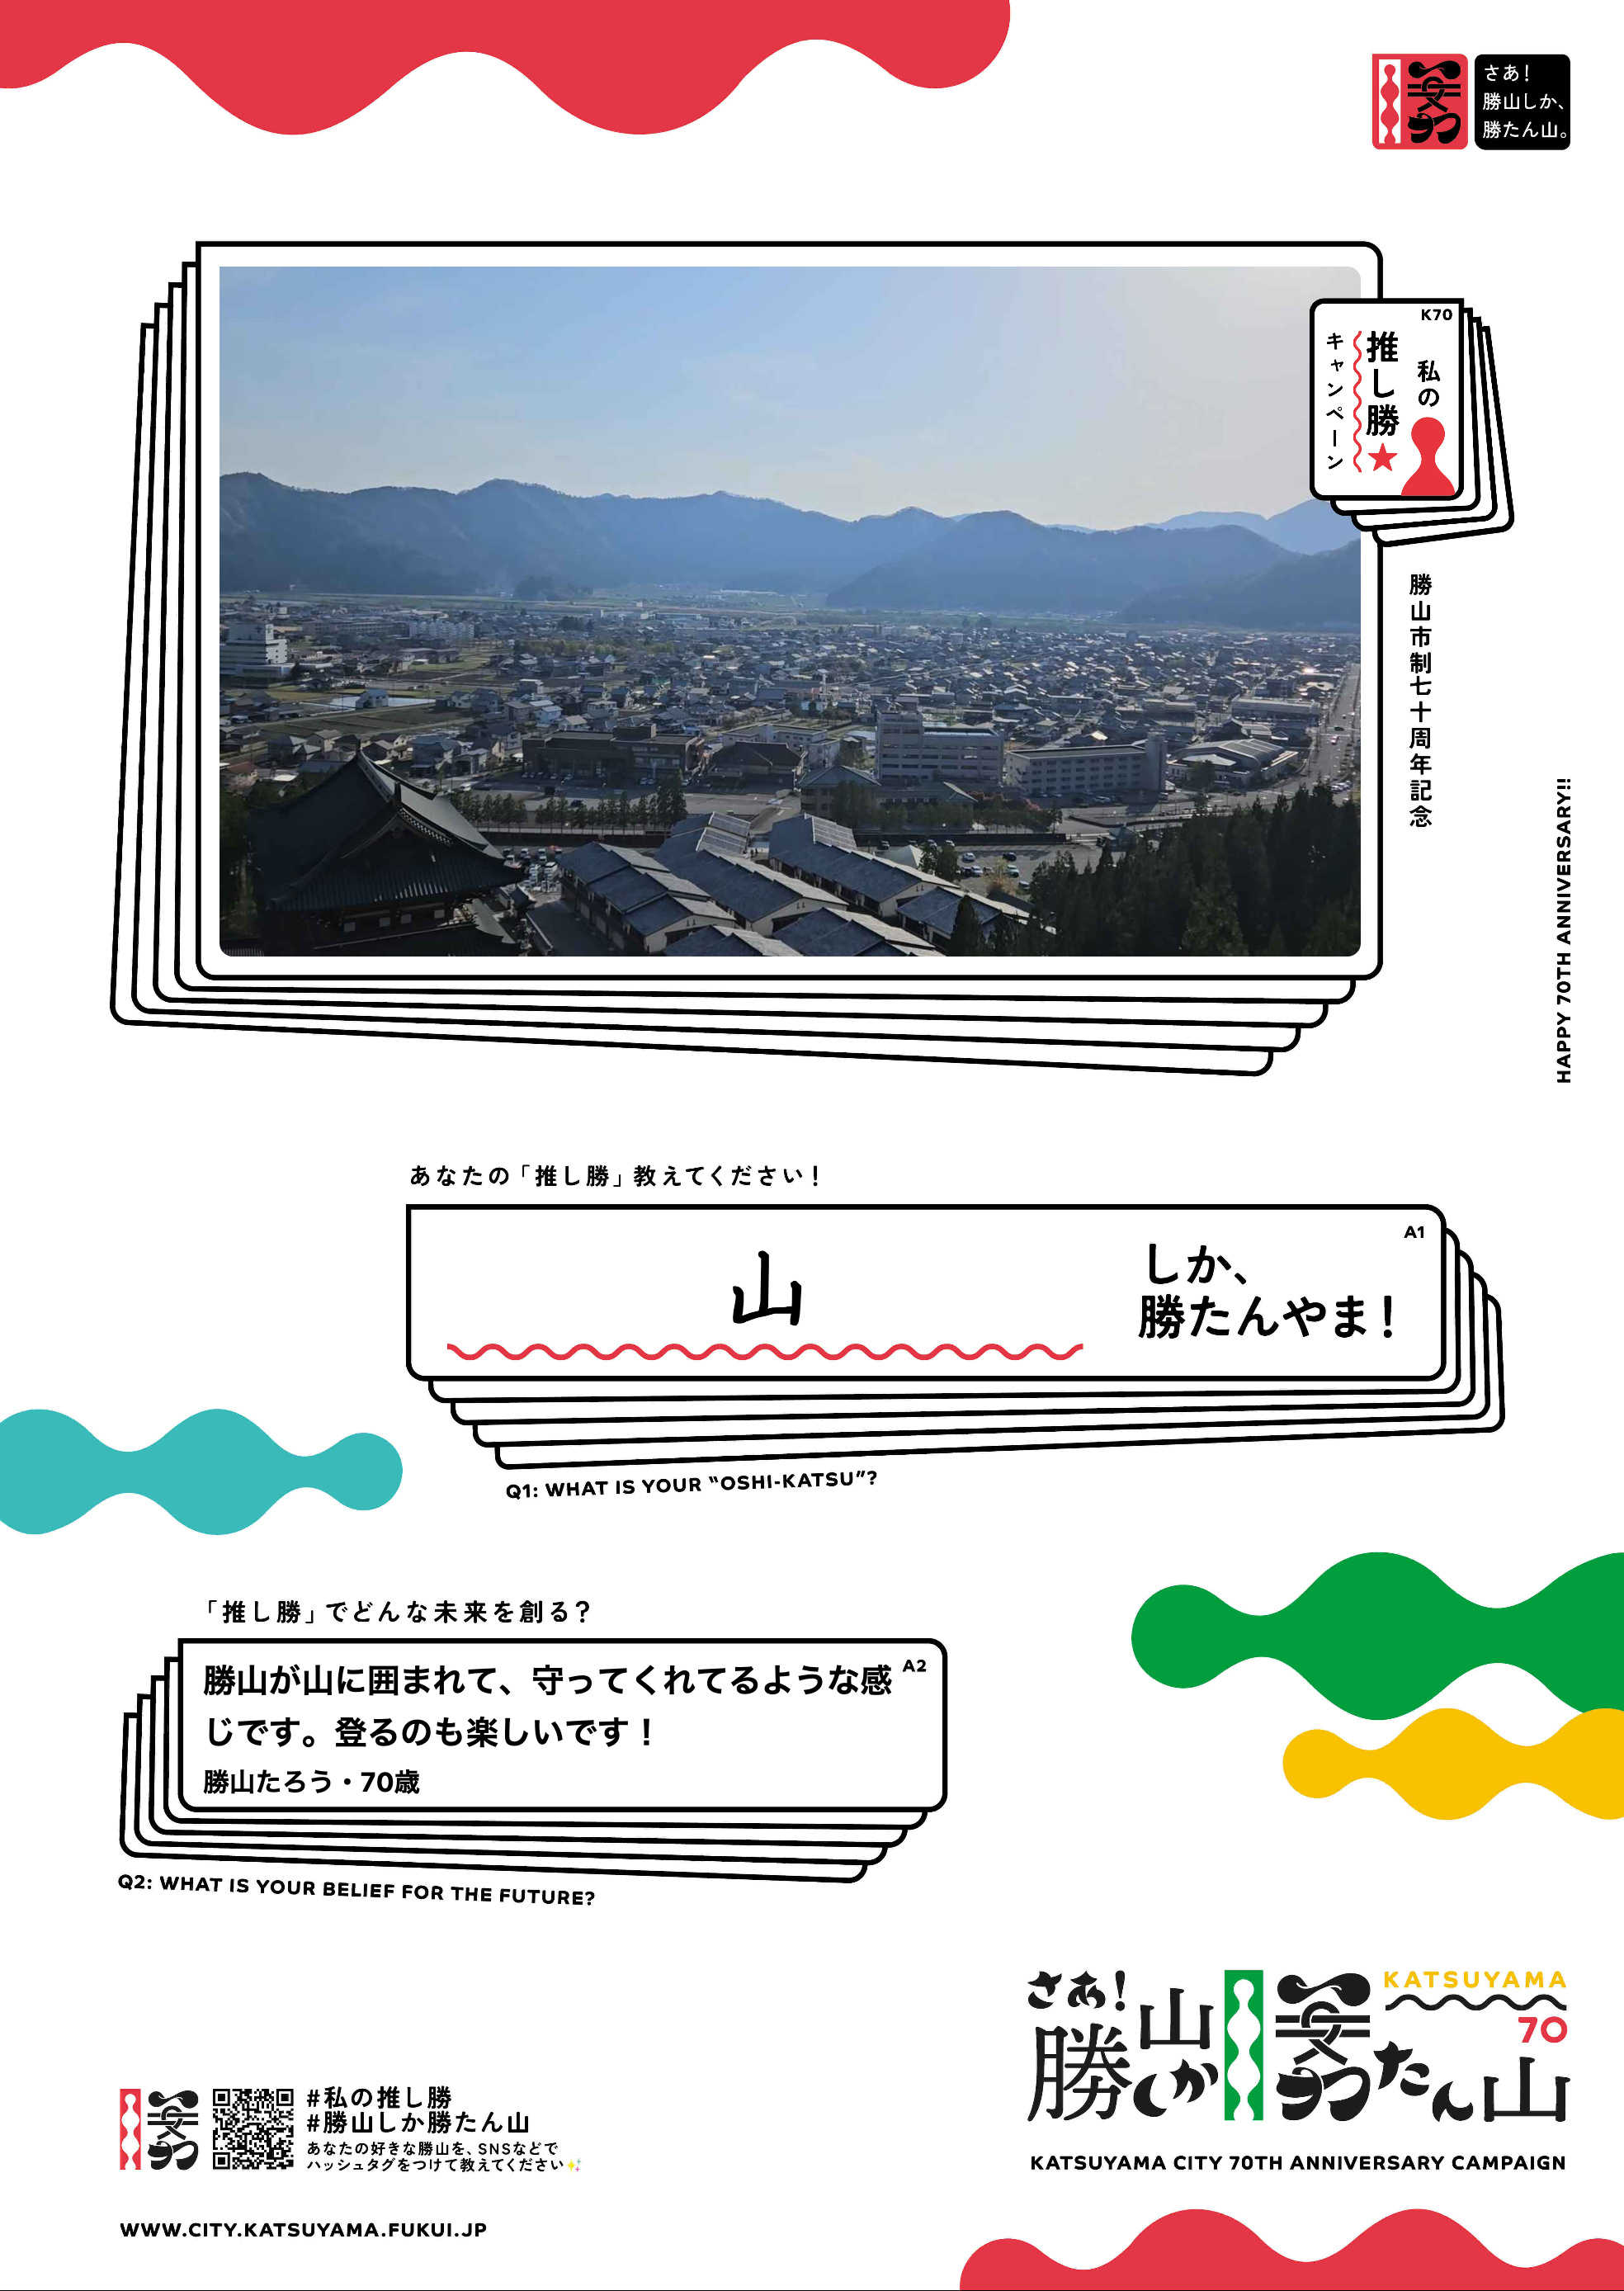 さあ！
勝山しか、
勝たん山。
K70
私の
推し勝★
キャンペーン
勝山市制七十周年記念
HAPPY 70TH ANNIVERSARY!!
あなたの「推し勝」教えてください！
A1
山
しか、
勝たんやま！
Q1: WHAT IS YOUR “OSHI-KATSU”?
「推し勝」でどんな未来を創る？
A2
勝山が山に囲まれて、守ってくれてるような感
じです。登るのも楽しいです！
勝山たろう・70歳
Q2: WHAT IS YOUR BELIEF FOR THE FUTURE?
さあ！
勝山しか
勝たん山
KATSUYAMA
70
KATSUYAMA CITY 70TH ANNIVERSARY CAMPAIGN
#私の推し勝
#勝山しか勝たん山
あなたの好きな勝山を、SNSなどで
ハッシュタグをつけて教えてください✨
WWW.CITY.KATSUYAMA.FUKUI.JP